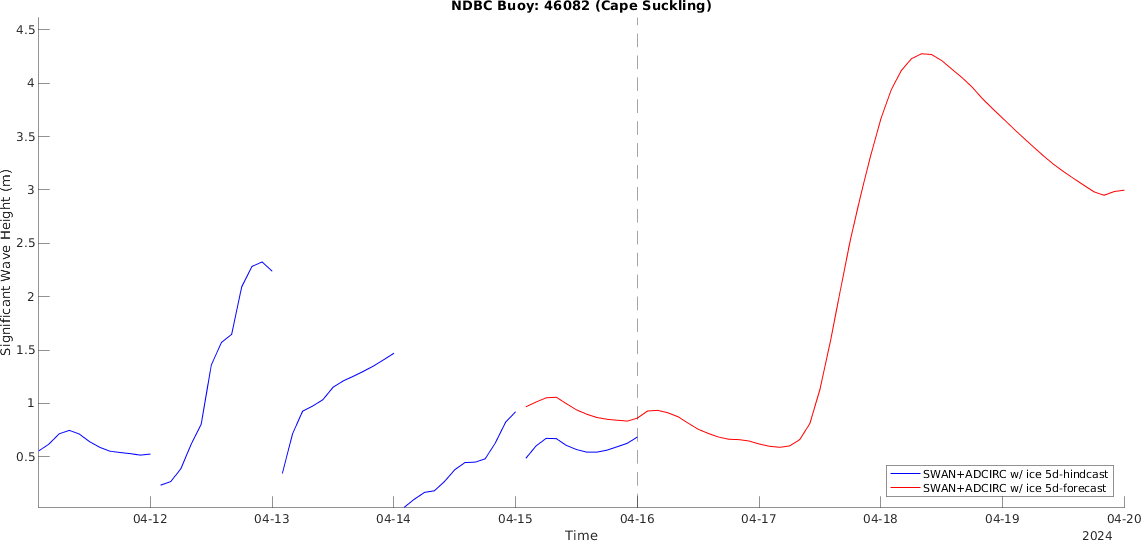 NDBC Buoy: 46082 (Cape Suckling)
4.5
4
3.5
3
2.5
2
1.5
1
0.5
Significant Wave Height (m)
SWAN+ADCIRC w/ ice 5d-hindcast
SWAN+ADCIRC w/ ice 5d-forecast
04-12 04-13 04-14 04-15 04-16 04-17 04-18 04-19 04-20
Time
2024